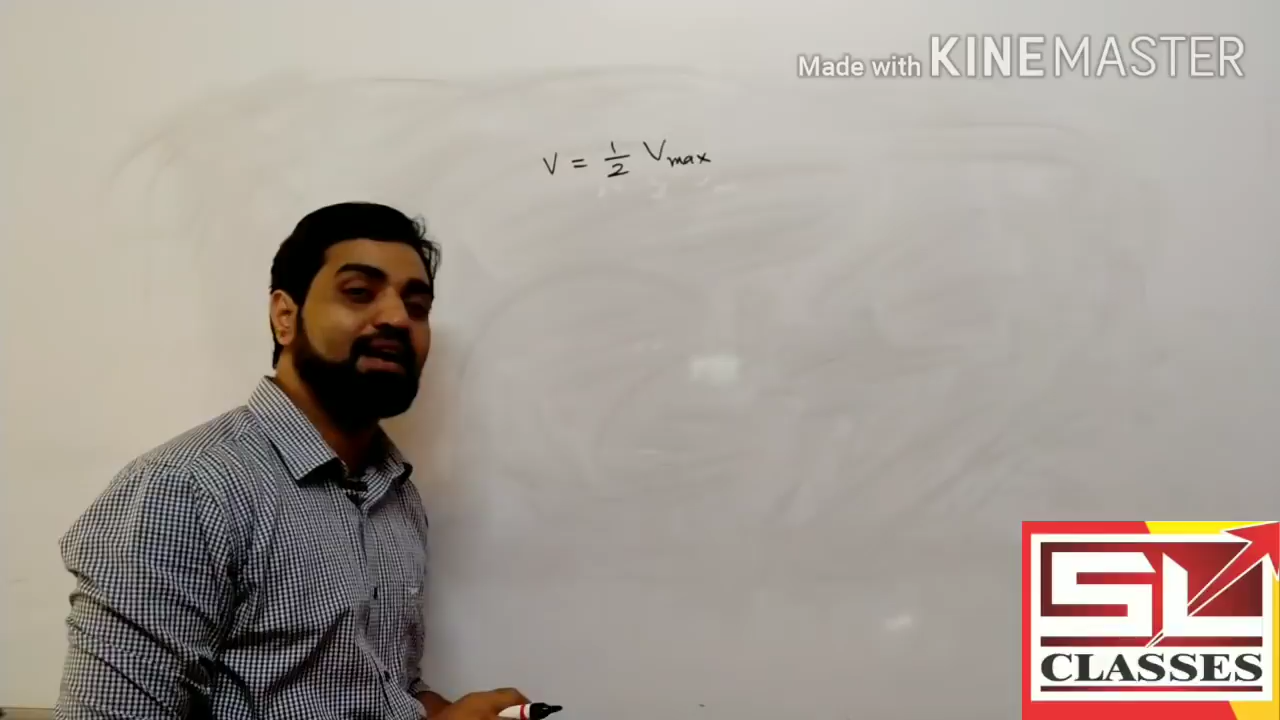 Made with KINEMASTER
V = 1/2 Vmax
SL
CLASSES